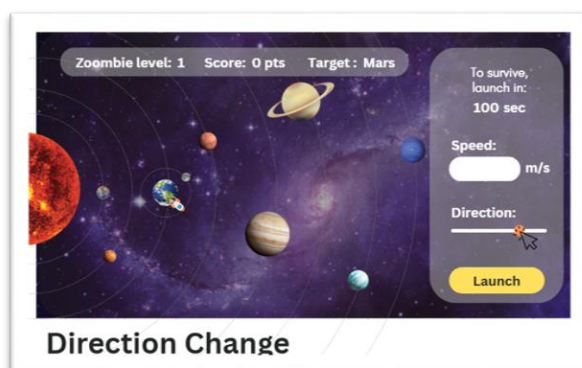 Zoombie level: 1 Score: 0 pts Target : Mars
To survive,
launch in:
100 sec
Speed:
m/s
Direction:
Launch
Direction Change